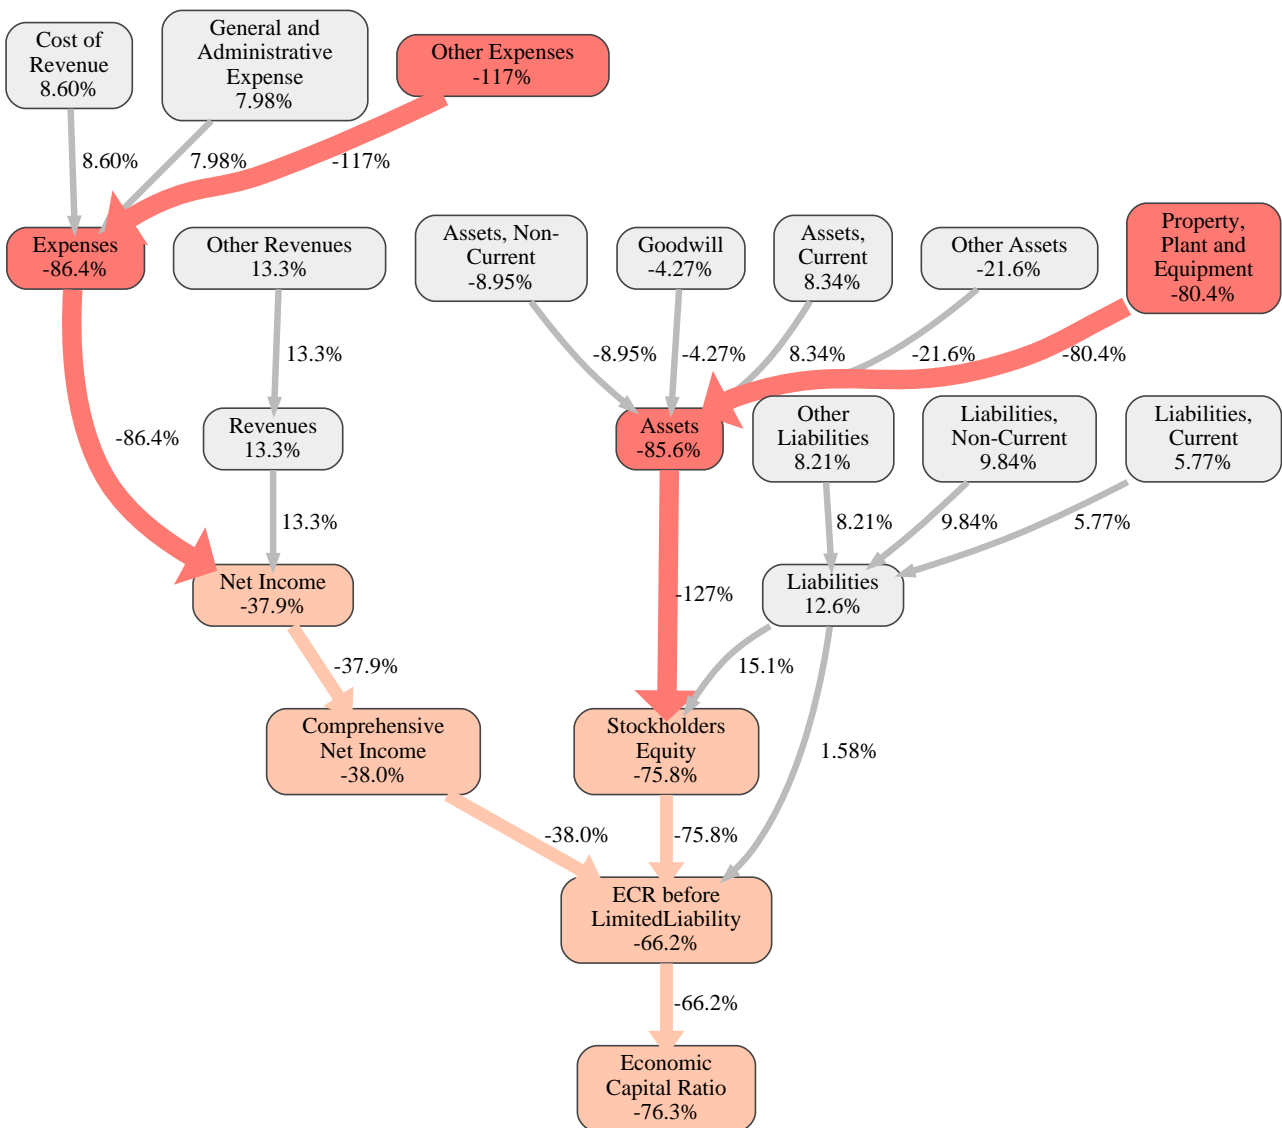 Cost of
Revenue
8.60%
General and
Administrative
Expense
7.98%
Other Expenses
-117%
8.60%
7.98%
-117%
Expenses
-86.4%
Other Revenues
13.3%
Assets, Non-
Current
-8.95%
Goodwill
-4.27%
Assets,
Current
8.34%
Other Assets
-21.6%
Property,
Plant and
Equipment
-80.4%
13.3%
-8.95%
-4.27%
8.34%
-21.6%
-80.4%
-86.4%
Revenues
13.3%
Assets
-85.6%
Other
Liabilities
8.21%
Liabilities,
Non-Current
9.84%
Liabilities,
Current
5.77%
13.3%
8.21%
9.84%
5.77%
Net Income
-37.9%
-127%
Liabilities
12.6%
-37.9%
15.1%
Comprehensive
Net Income
-38.0%
Stockholders
Equity
-75.8%
1.58%
-38.0%
-75.8%
ECR before
LimitedLiability
-66.2%
-66.2%
Economic
Capital Ratio
-76.3%